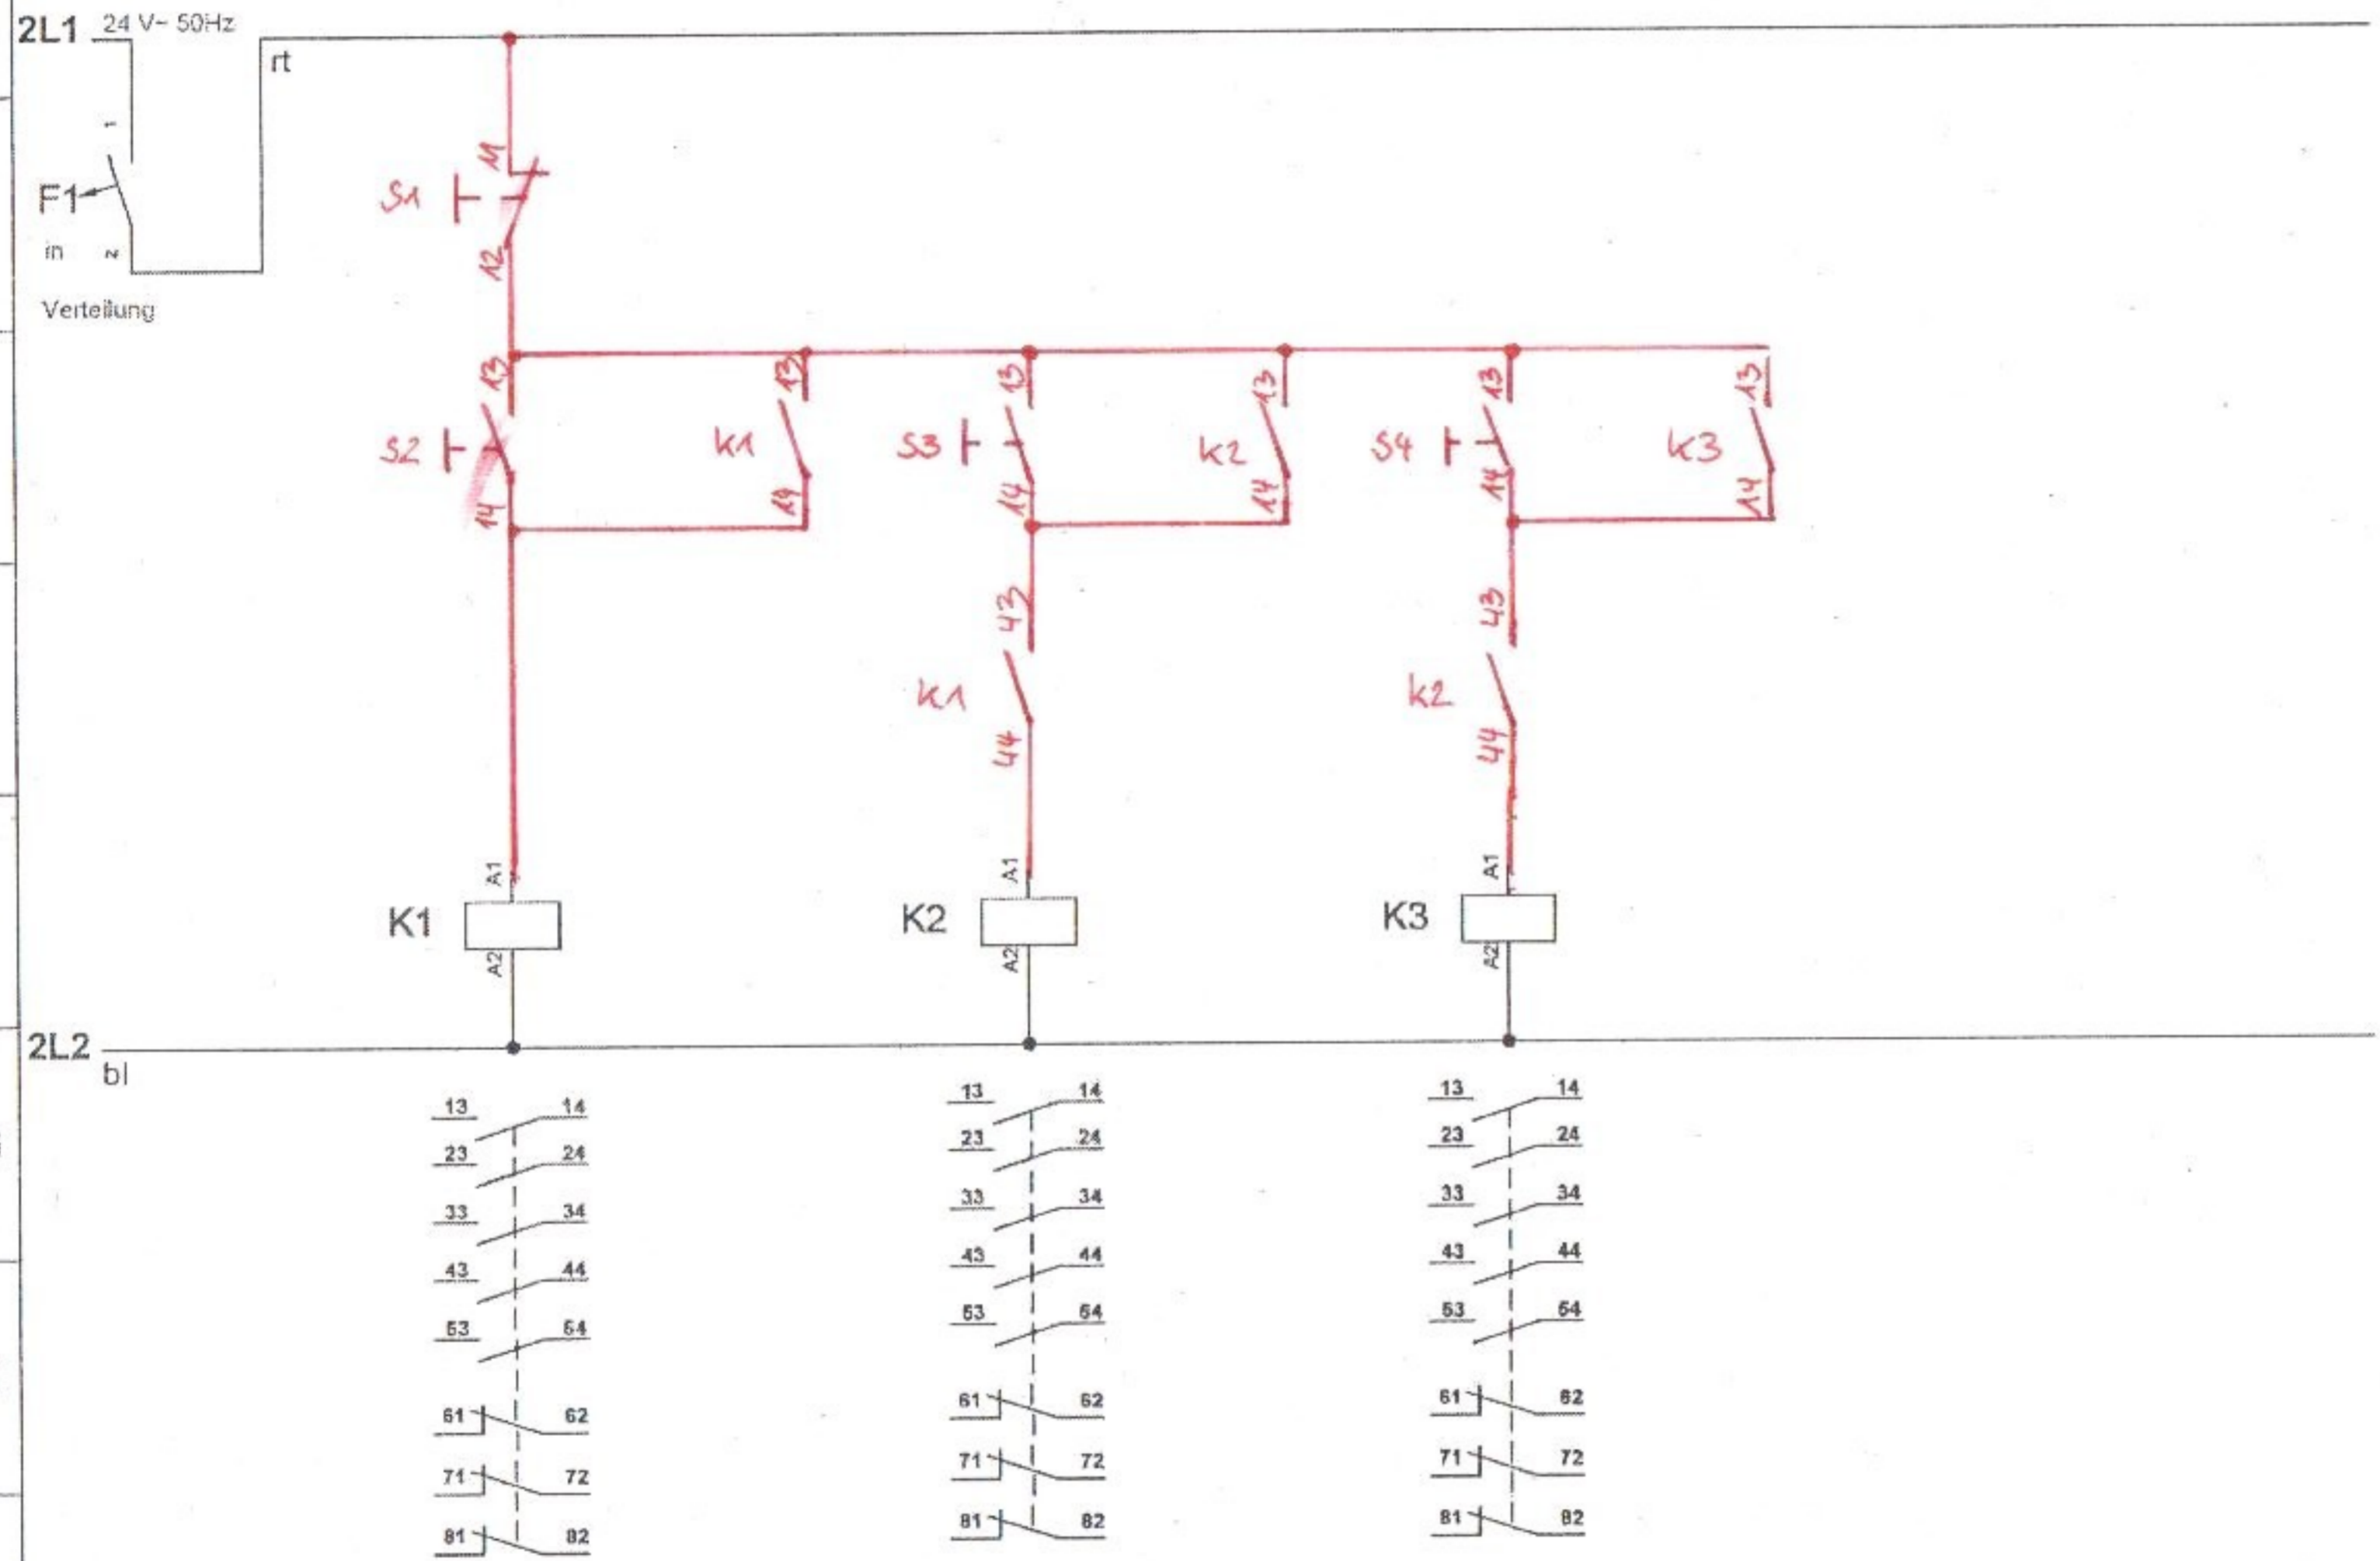 2L1 24 V~ 50Hz
rt
1
F1
in 2
Verteilung
11
S1
12
13 13 13 13 13 13
S2 K1 S3 K2 S4 K3
14 14 14 14 14 14
43 43
K1 K2
44 44
A1 A1 A1
K1 K2 K3
A2 A2 A2
2L2
bl
13 14 13 14 13 14
23 24 23 24 23 24
33 34 33 34 33 34
43 44 43 44 43 44
53 54 53 54 53 54
61 62 61 62 61 62
71 72 71 72 71 72
81 82 81 82 81 82